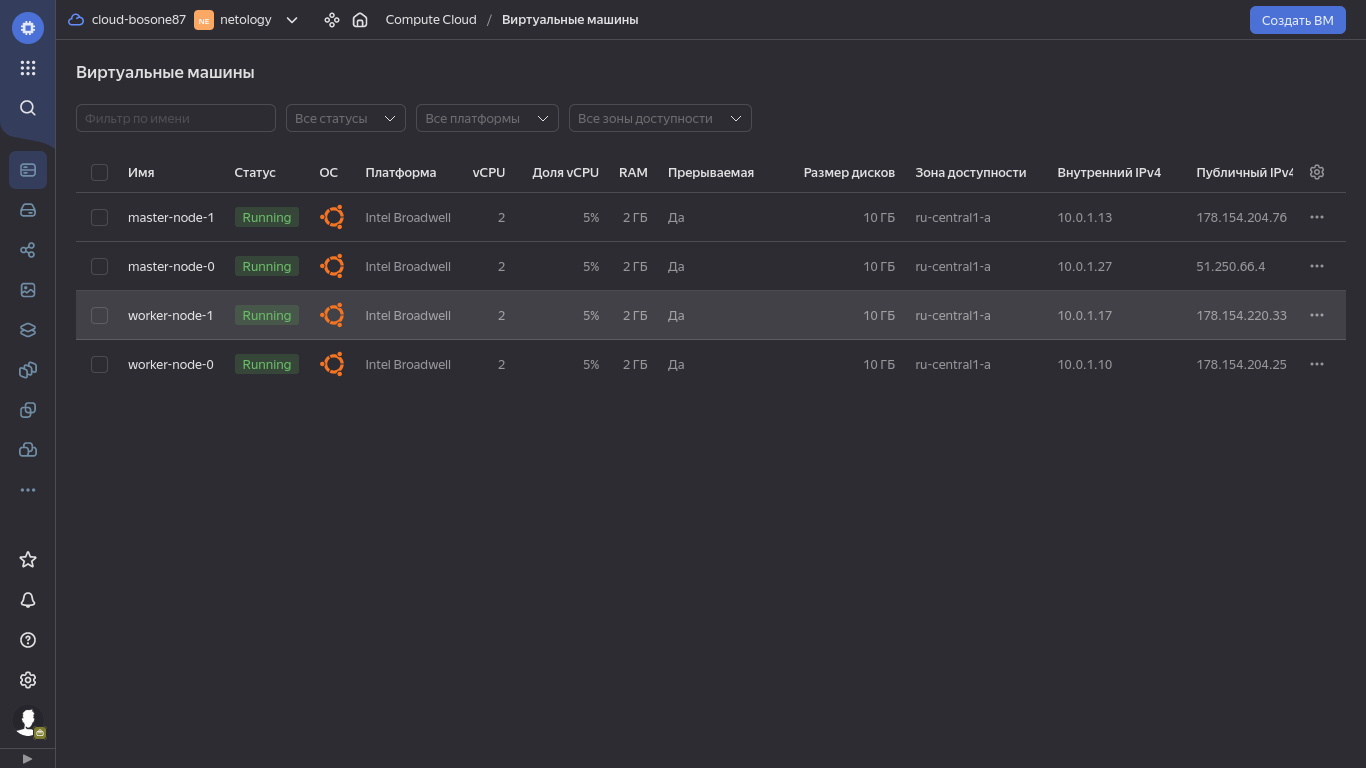 cloud-bosone87 NE netology Compute Cloud / Виртуальные машины Создать ВМ
Виртуальные машины
Фильтр по имени Все статусы Все платформы Все зоны доступности
Имя Статус ОС Платформа vCPU Доля vCPU RAM Прерываемая Размер дисков Зона доступности Внутренний IPv4 Публичный IPv4
master-node-1 Running Intel Broadwell 2 5% 2 ГБ Да 10 ГБ ru-central1-a 10.0.1.13 178.154.204.76
master-node-0 Running Intel Broadwell 2 5% 2 ГБ Да 10 ГБ ru-central1-a 10.0.1.27 51.250.66.4
worker-node-1 Running Intel Broadwell 2 5% 2 ГБ Да 10 ГБ ru-central1-a 10.0.1.17 178.154.220.33
worker-node-0 Running Intel Broadwell 2 5% 2 ГБ Да 10 ГБ ru-central1-a 10.0.1.10 178.154.204.25